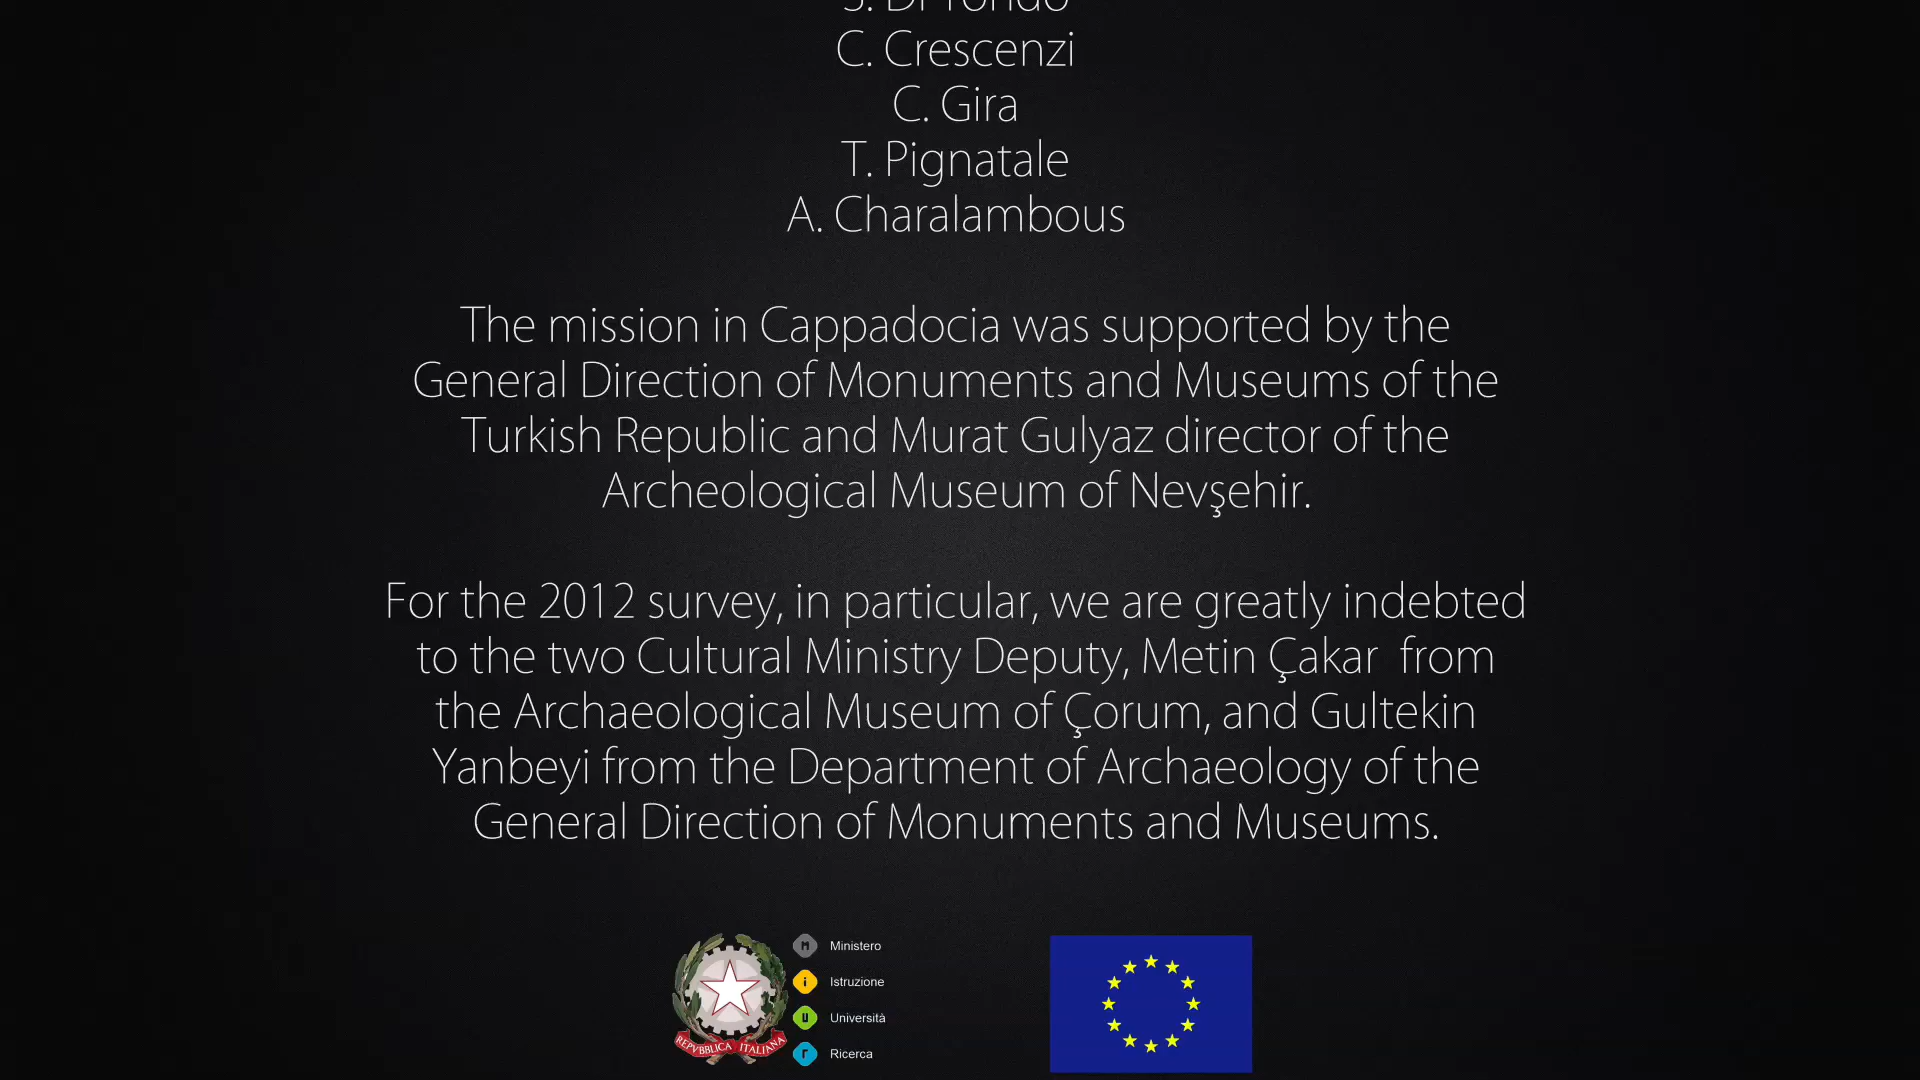 S. Di Tondo
C. Crescenzi
C. Gira
T. Pignatale
A. Charalambous
The mission in Cappadocia was supported by the
General Direction of Monuments and Museums of the
Turkish Republic and Murat Gulyaz director of the
Archeological Museum of Nevşehir.
For the 2012 survey, in particular, we are greatly indebted
to the two Cultural Ministry Deputy, Metin Çakar from
the Archaeological Museum of Çorum, and Gultekin
Yanbeyi from the Department of Archaeology of the
General Direction of Monuments and Museums.
REPVBBLICA ITALIANA
M Ministero
i Istruzione
U Università
r Ricerca